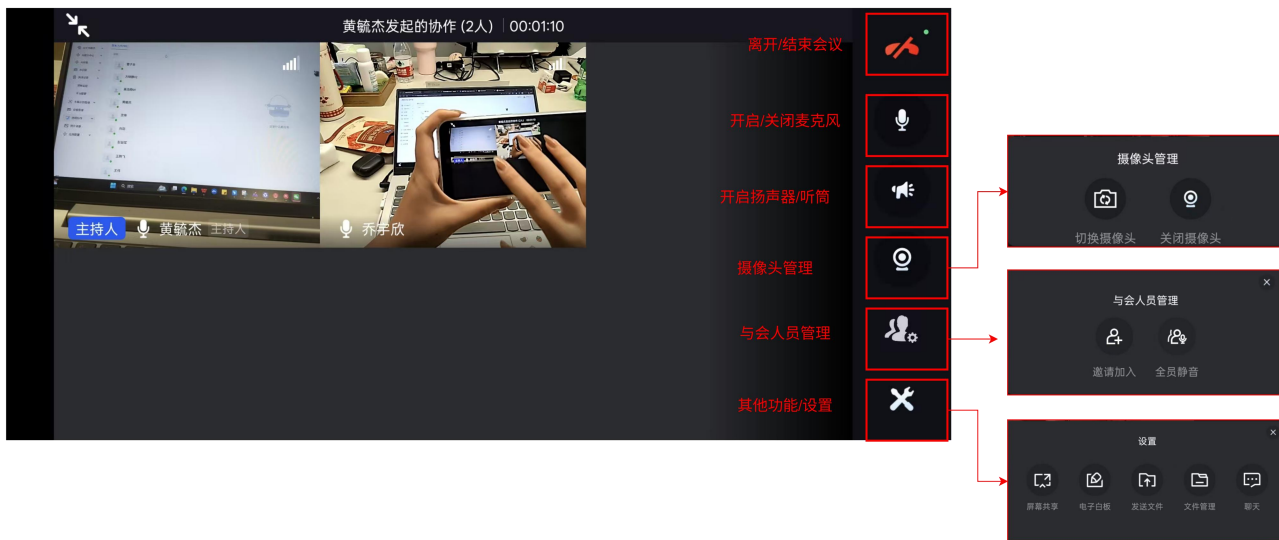 黄毓杰发起的协作 (2人) 00:01:10
离开/结束会议
开启/关闭麦克风
开启扬声器/听筒
摄像头管理
与会人员管理
其他功能/设置
主持人 黄毓杰 主持人
乔宇欣
摄像头管理
切换摄像头 关闭摄像头
与会人员管理
邀请加入 全员静音
设置
屏幕共享 电子白板 发送文件 文件管理 聊天